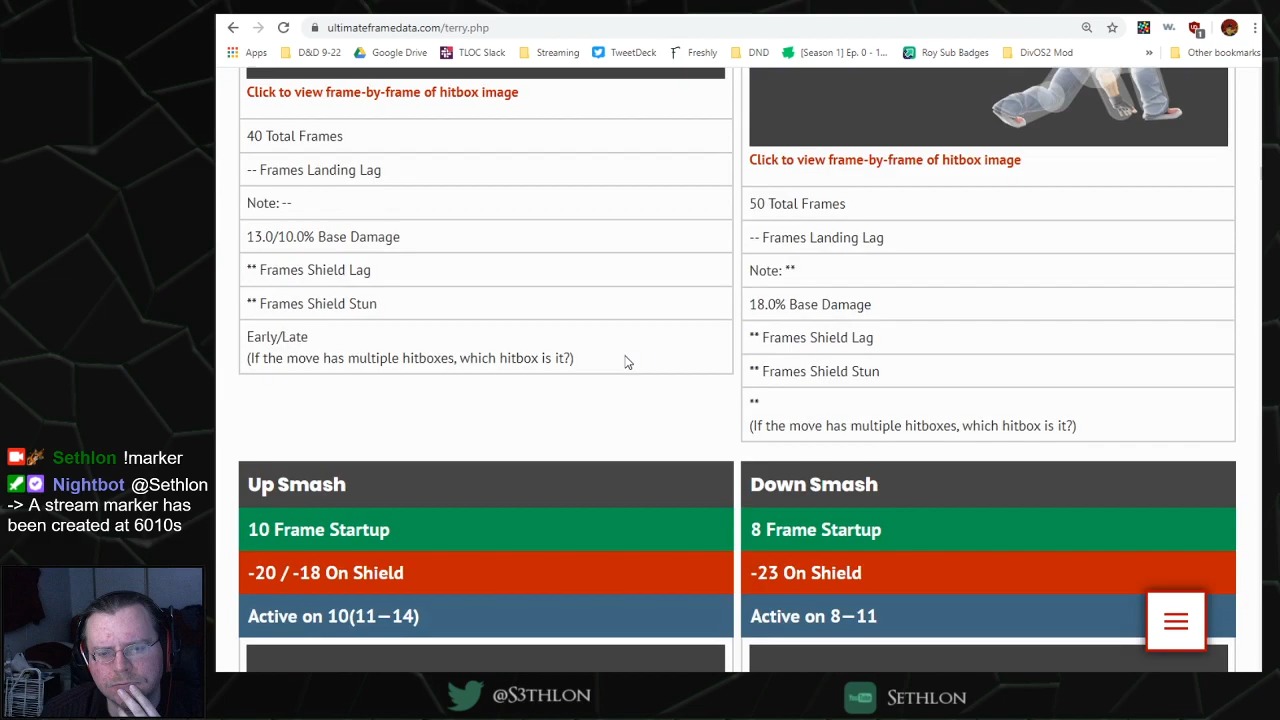 ultimateframedata.com/terry.php
Apps D&D 9-22 Google Drive TLOC Slack Streaming TweetDeck Freshly DND [Season 1] Ep. 0 - 1... Roy Sub Badges DivOS2 Mod » Other bookmarks
Click to view frame-by-frame of hitbox image
40 Total Frames
-- Frames Landing Lag
Note: --
13.0/10.0% Base Damage
** Frames Shield Lag
** Frames Shield Stun
Early/Late
(If the move has multiple hitboxes, which hitbox is it?)
Click to view frame-by-frame of hitbox image
50 Total Frames
-- Frames Landing Lag
Note: **
18.0% Base Damage
** Frames Shield Lag
** Frames Shield Stun
**
(If the move has multiple hitboxes, which hitbox is it?)
Up Smash
10 Frame Startup
-20 / -18 On Shield
Active on 10(11—14)
Down Smash
8 Frame Startup
-23 On Shield
Active on 8—11
Sethlon !marker
Nightbot @Sethlon
-> A stream marker has
been created at 6010s
@S3THLON
SETHLON